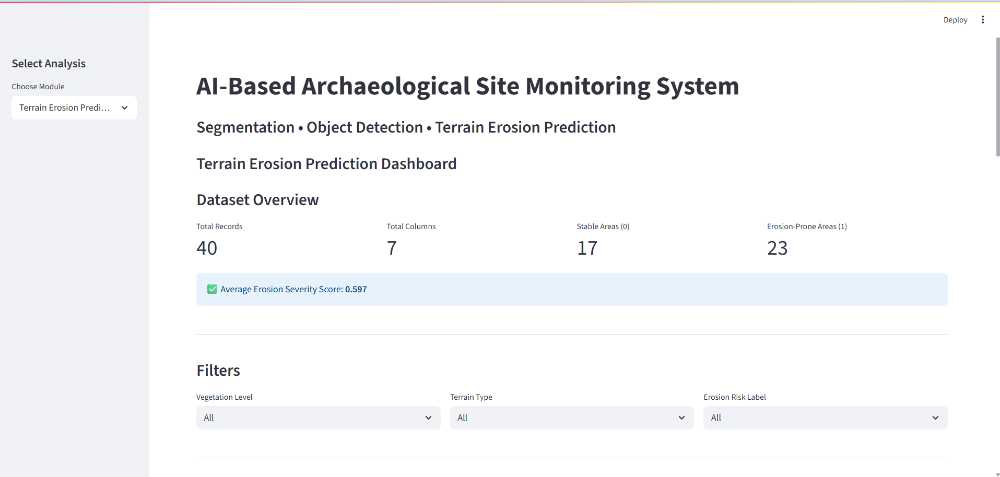 Deploy
Select Analysis
Choose Module
Terrain Erosion Predi...
AI-Based Archaeological Site Monitoring System
Segmentation • Object Detection • Terrain Erosion Prediction
Terrain Erosion Prediction Dashboard
Dataset Overview
Total Records Total Columns Stable Areas (0) Erosion-Prone Areas (1)
40 7 17 23
✅ Average Erosion Severity Score: 0.597
Filters
Vegetation Level Terrain Type Erosion Risk Label
All All All